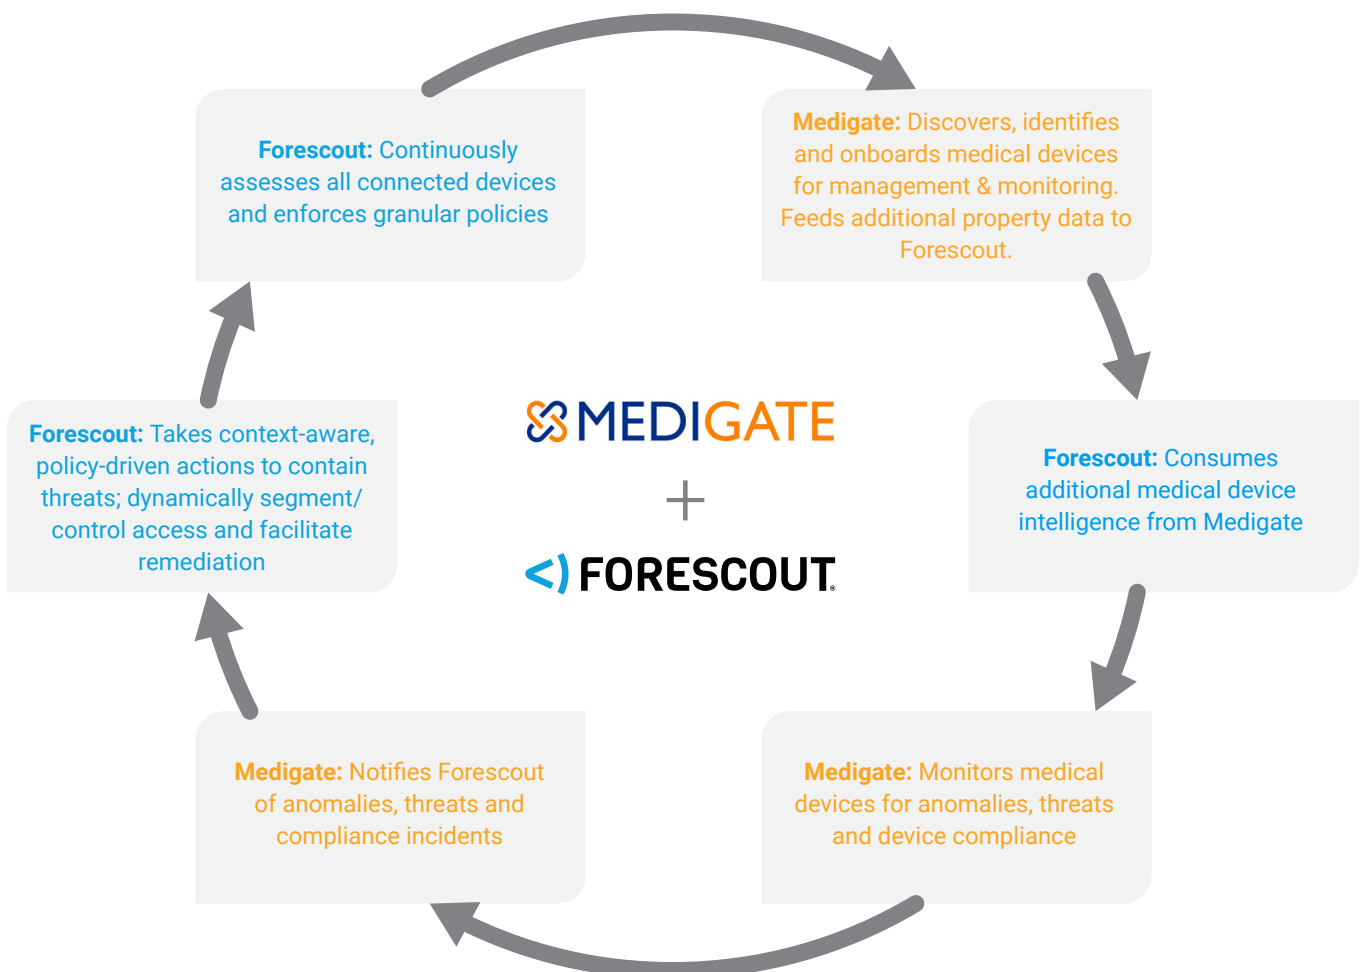 Forescout: Continuously
assesses all connected devices
and enforces granular policies
Medigate: Discovers, identifies
and onboards medical devices
for management & monitoring.
Feeds additional property data to
Forescout.
Forescout: Takes context-aware,
policy-driven actions to contain
threats; dynamically segment/
control access and facilitate
remediation
MEDIGATE
+
FORESCOUT®
Forescout: Consumes
additional medical device
intelligence from Medigate
Medigate: Notifies Forescout
of anomalies, threats and
compliance incidents
Medigate: Monitors medical
devices for anomalies, threats
and device compliance